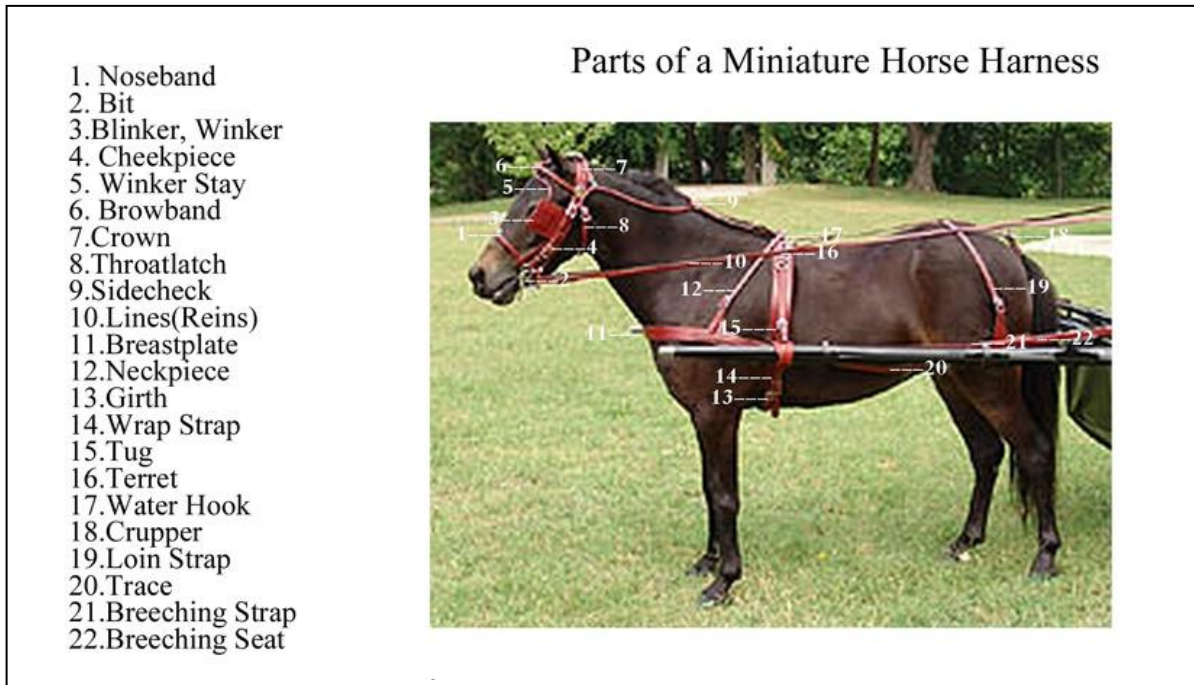 Parts of a Miniature Horse Harness
1. Noseband
2. Bit
3.Blinker, Winker
4. Cheekpiece
5. Winker Stay
6. Browband
7.Crown
8.Throatlatch
9.Sidecheck
10.Lines(Reins)
11.Breastplate
12.Neckpiece
13.Girth
14.Wrap Strap
15.Tug
16.Terret
17.Water Hook
18.Crupper
19.Loin Strap
20.Trace
21.Breeching Strap
22.Breeching Seat
6
7
5
9
3
8
1
4
17
18
16
10
2
12
19
11
15
21
22
14
20
13